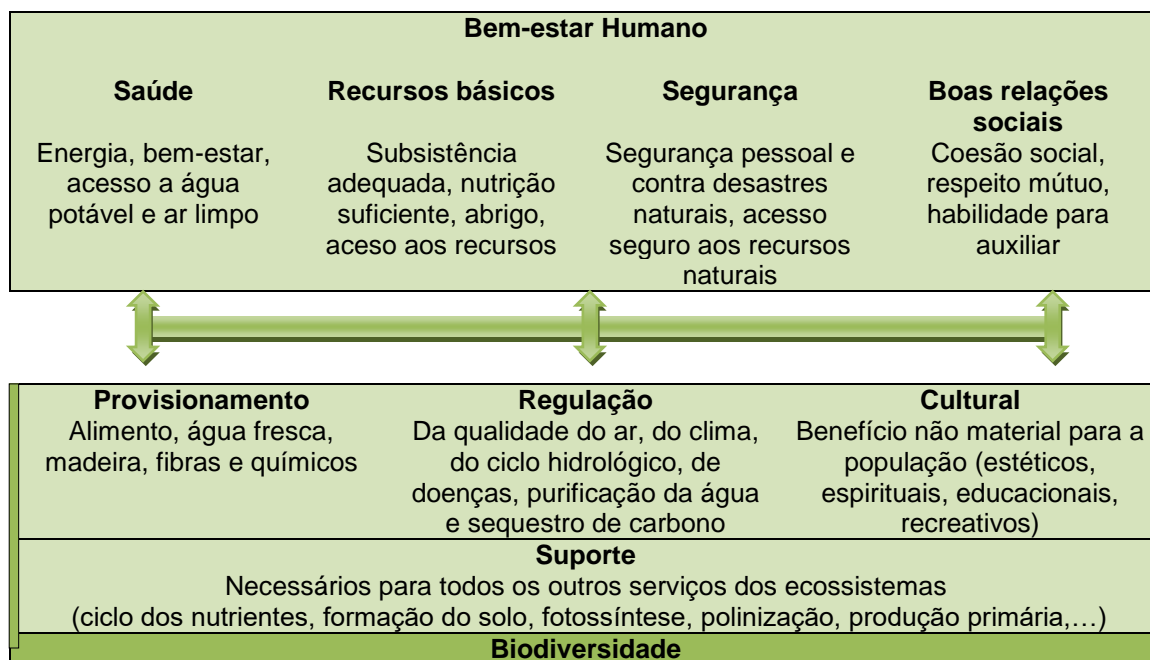 Bem-estar Humano
Saúde
Energia, bem-estar,
acesso a água
potável e ar limpo
Recursos básicos
Subsistência
adequada, nutrição
suficiente, abrigo,
aceso aos recursos
Segurança
Segurança pessoal e
contra desastres
naturais, acesso
seguro aos recursos
naturais
Boas relações
sociais
Coesão social,
respeito mútuo,
habilidade para
auxiliar
Provisionamento
Alimento, água fresca,
madeira, fibras e químicos
Regulação
Da qualidade do ar, do clima,
do ciclo hidrológico, de
doenças, purificação da água
e sequestro de carbono
Cultural
Benefício não material para a
população (estéticos,
espirituais, educacionais,
recreativos)
Suporte
Necessários para todos os outros serviços dos ecossistemas
(ciclo dos nutrientes, formação do solo, fotossíntese, polinização, produção primária,…)
Biodiversidade